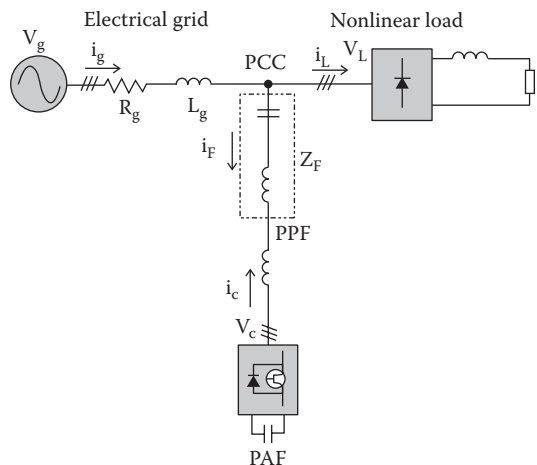 Electrical grid
Nonlinear load
V_g
i_g
PCC
i_L
V_L
R_g
L_g
i_F
Z_F
PPF
i_c
V_c
PAF